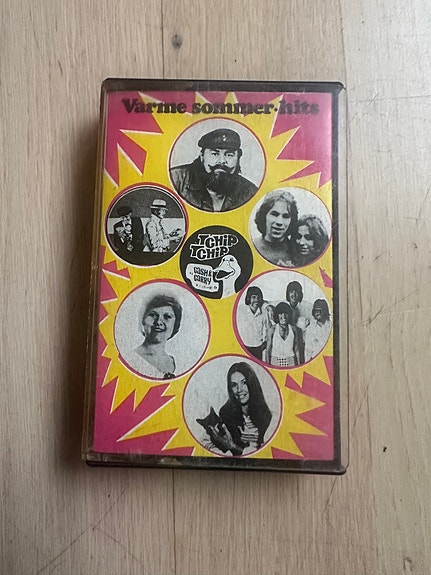 Varme sommer-hits
TCHIP
TCHIP
CASH &
CARRY